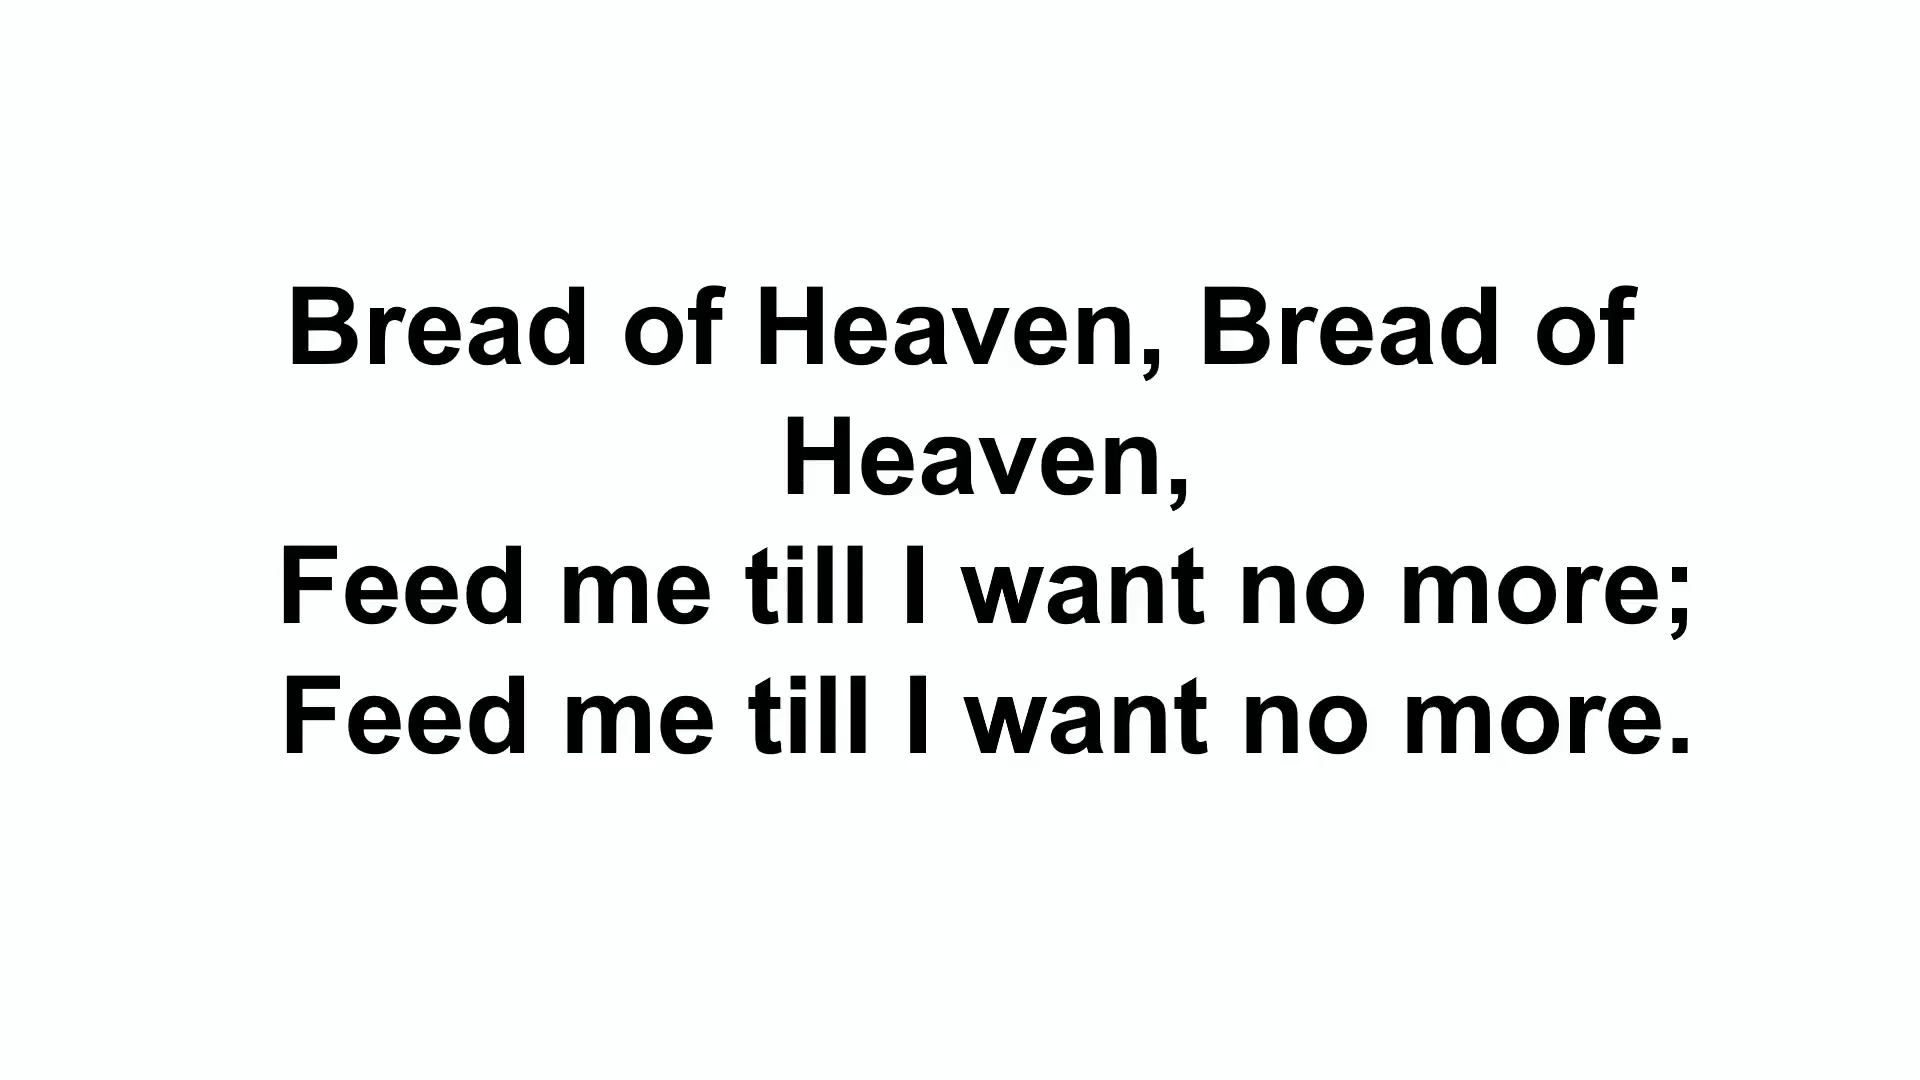 Bread of Heaven, Bread of
Heaven,
Feed me till I want no more;
Feed me till I want no more.